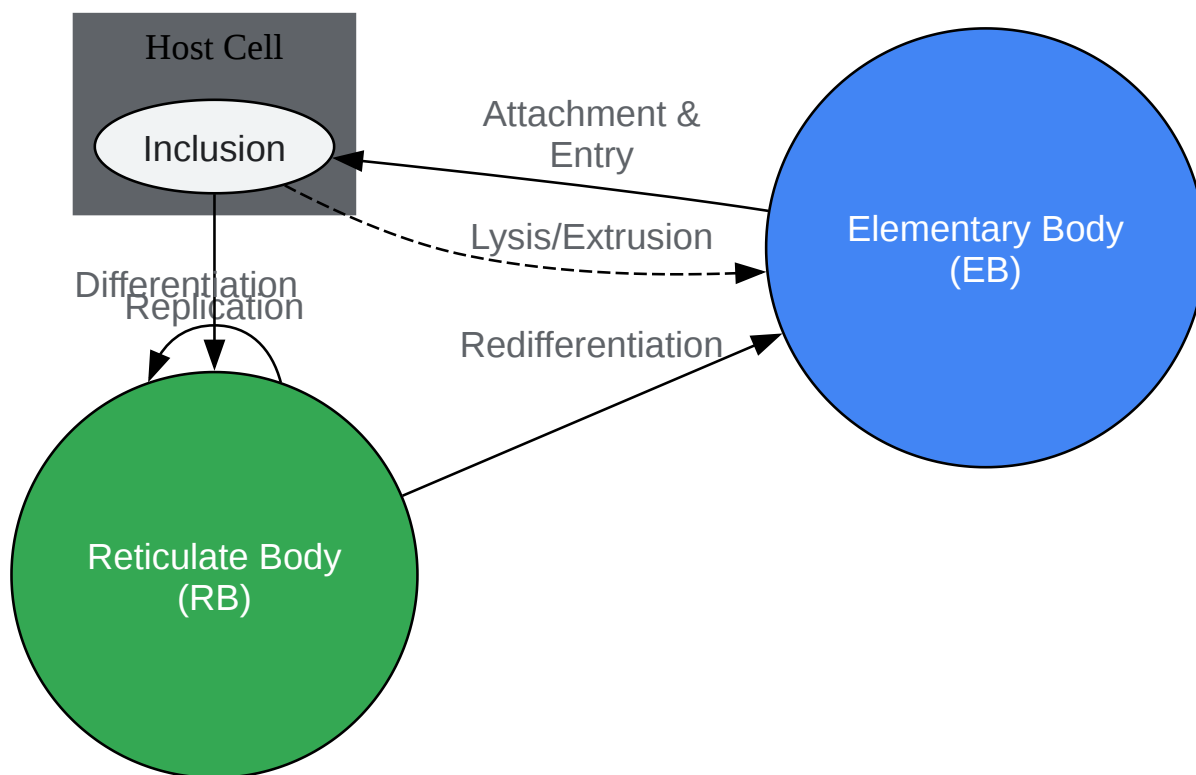 Host Cell
Inclusion
Attachment &
Entry
Lysis/Extrusion
Elementary Body
(EB)
Differentiation
Replication
Redifferentiation
Reticulate Body
(RB)